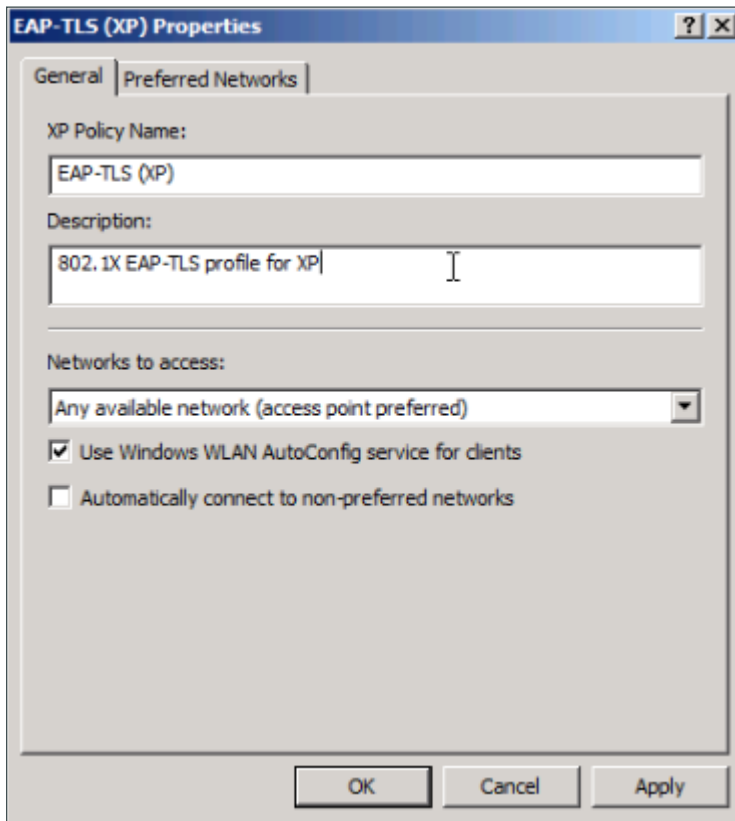 EAP-TLS (XP) Properties
General
Preferred Networks
XP Policy Name:
EAP-TLS (XP)
Description:
802.1X EAP-TLS profile for XP
Networks to access:
Any available network (access point preferred)
Use Windows WLAN AutoConfig service for clients
Automatically connect to non-preferred networks
OK
Cancel
Apply